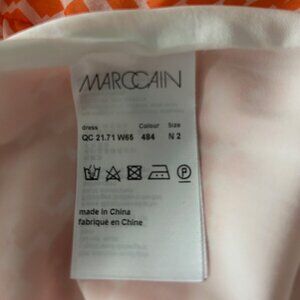 MARCCAIN
dress Colour Size
QC 21.71 W65 484 N 2
P
made in China
fabriqué en Chine